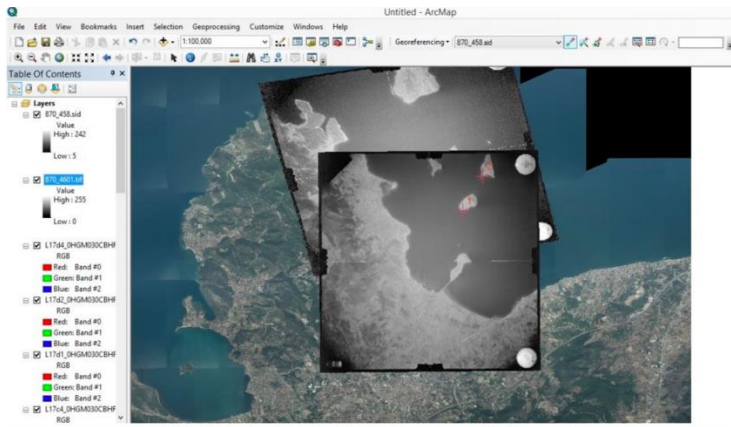 Untitled - ArcMap
File Edit View Bookmarks Insert Selection Geoprocessing Customize Windows Help
1:100,000
Georeferencing
870_458.sid
Table Of Contents
Layers
870_458.sid
Value
High : 242
Low : 5
870_4601.tif
Value
High : 255
Low : 0
L17d4_0HGM030CBHF
RGB
Red: Band #0
Green: Band #1
Blue: Band #2
L17d2_0HGM030CBHF
RGB
Red: Band #0
Green: Band #1
Blue: Band #2
L17d1_0HGM030CBHF
RGB
Red: Band #0
Green: Band #1
Blue: Band #2
L17c4_0HGM030CBHF
RGB